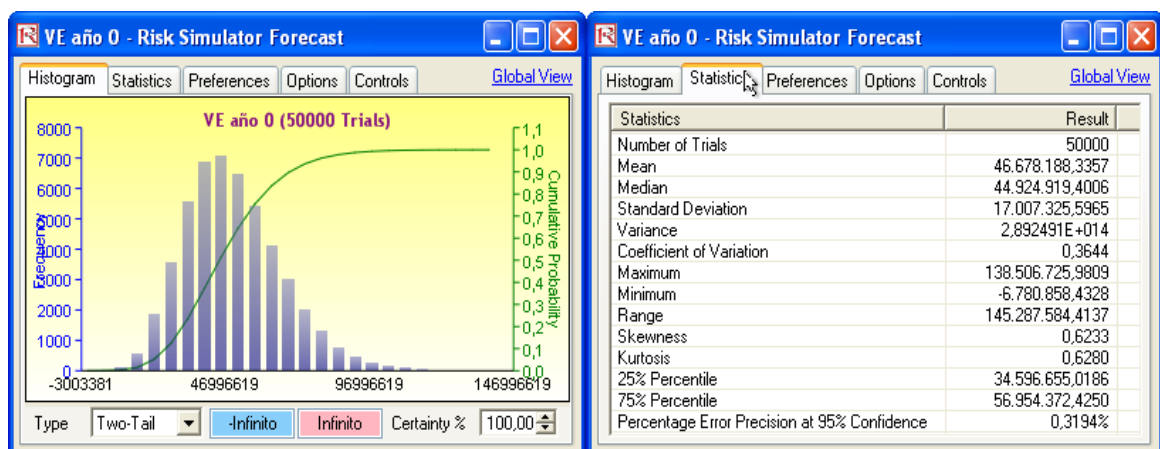 VE año 0 - Risk Simulator Forecast
Histogram Statistics Preferences Options Controls Global View
VE año 0 (50000 Trials)
8000
7000
6000
5000
4000
3000
2000
1000
0
Frequency
1,1
1,0
0,9
0,8
0,7
0,6
0,5
0,4
0,3
0,2
0,1
0,0
Cumulative Probability
-3003381 46996619 96996619 146996619
Type Two-Tail -Infinito Infinito Certainty % 100,00
VE año 0 - Risk Simulator Forecast
Histogram Statistics Preferences Options Controls Global View
Statistics Result
Number of Trials 50000
Mean 46.678.188,3357
Median 44.924.919,4006
Standard Deviation 17.007.325,5965
Variance 2,892491E+014
Coefficient of Variation 0,3644
Maximum 138.506.725,9809
Minimum -6.780.858,4328
Range 145.287.584,4137
Skewness 0,6233
Kurtosis 0,6280
25% Percentile 34.596.655,0186
75% Percentile 56.954.372,4250
Percentage Error Precision at 95% Confidence 0,3194%